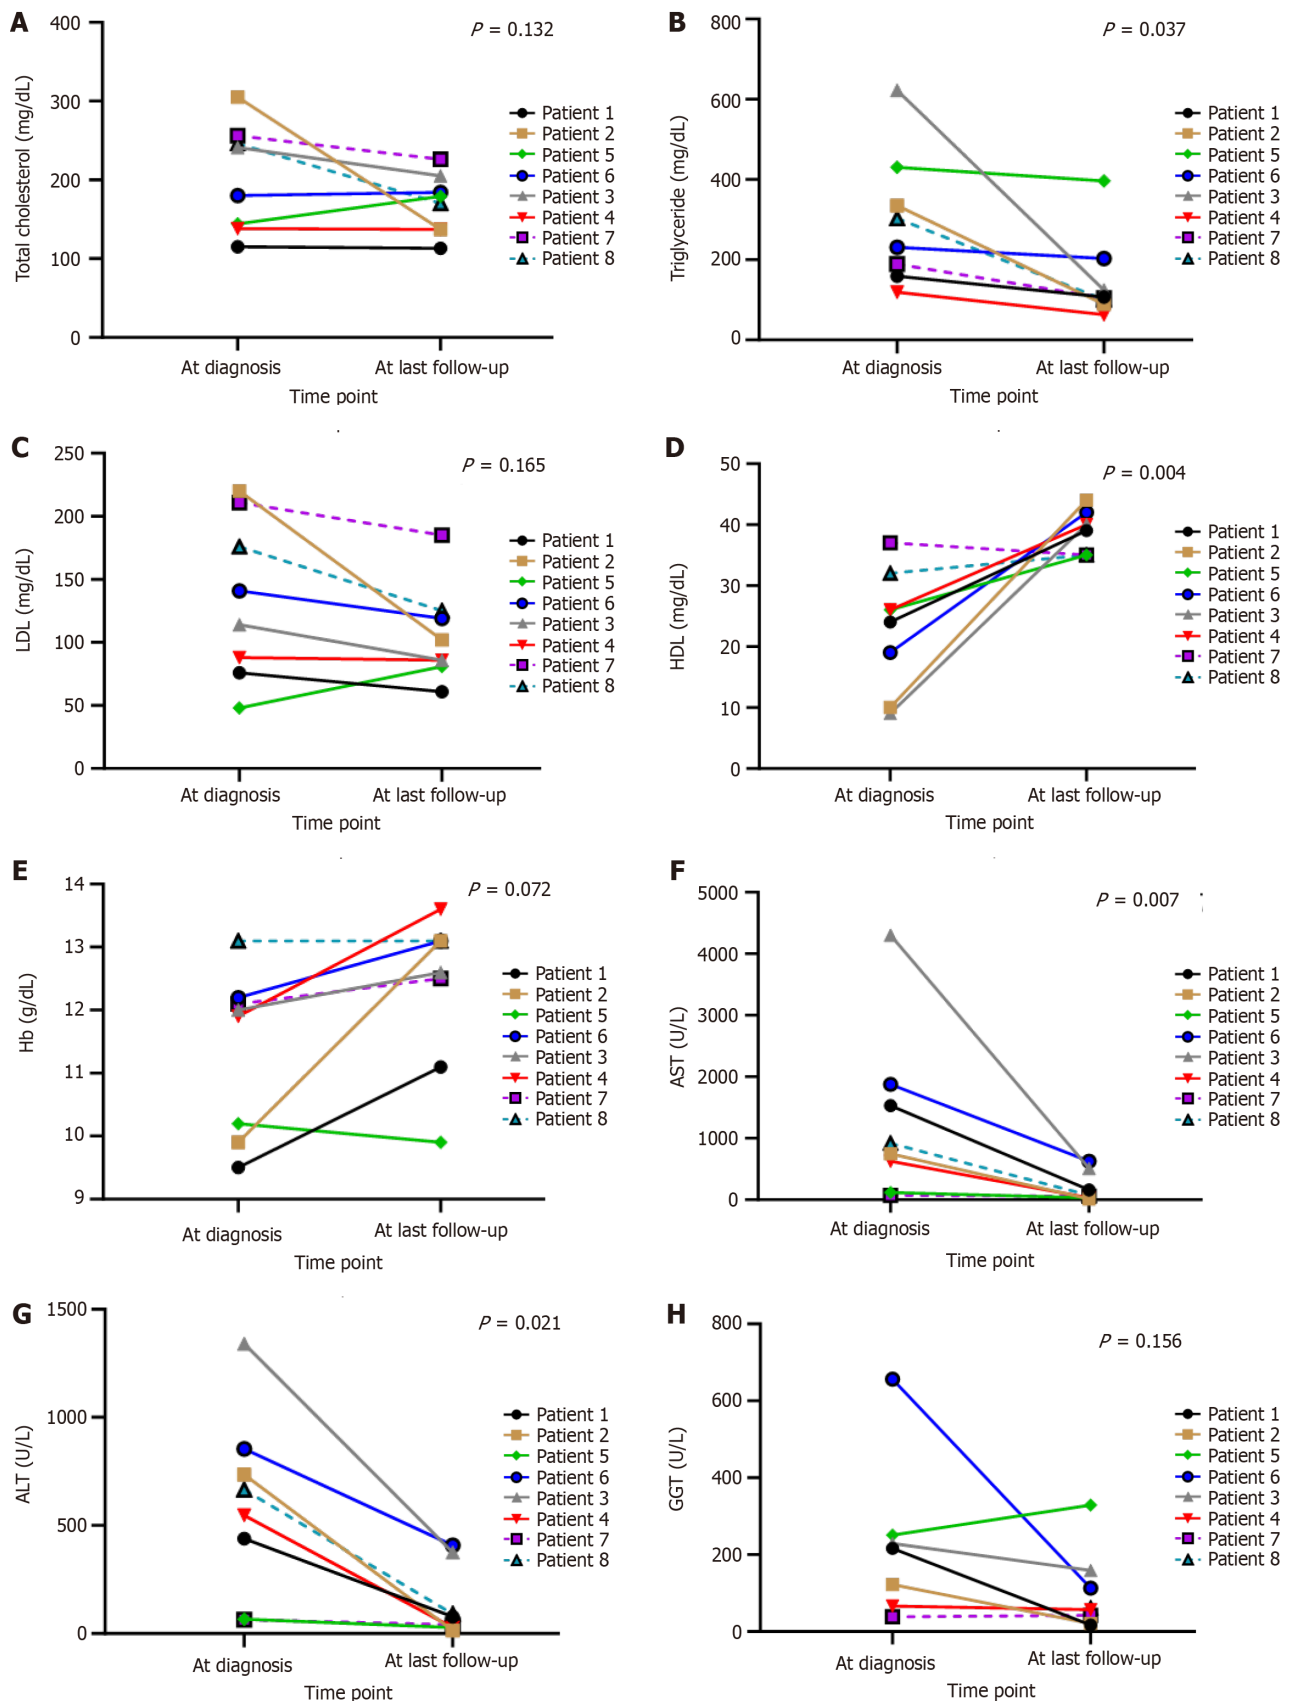 A
P = 0.132
Total cholesterol (mg/dL)
400
300
200
100
0
At diagnosis
At last follow-up
Time point
Patient 1
Patient 2
Patient 5
Patient 6
Patient 3
Patient 4
Patient 7
Patient 8
B
P = 0.037
Triglyceride (mg/dL)
800
600
400
200
0
At diagnosis
At last follow-up
Time point
Patient 1
Patient 2
Patient 5
Patient 6
Patient 3
Patient 4
Patient 7
Patient 8
C
P = 0.165
LDL (mg/dL)
250
200
150
100
50
0
At diagnosis
At last follow-up
Time point
Patient 1
Patient 2
Patient 5
Patient 6
Patient 3
Patient 4
Patient 7
Patient 8
D
P = 0.004
HDL (mg/dL)
50
40
30
20
10
0
At diagnosis
At last follow-up
Time point
Patient 1
Patient 2
Patient 5
Patient 6
Patient 3
Patient 4
Patient 7
Patient 8
E
P = 0.072
Hb (g/dL)
14
13
12
11
10
9
At diagnosis
At last follow-up
Time point
Patient 1
Patient 2
Patient 5
Patient 6
Patient 3
Patient 4
Patient 7
Patient 8
F
P = 0.007
AST (U/L)
5000
4000
3000
2000
1000
0
At diagnosis
At last follow-up
Time point
Patient 1
Patient 2
Patient 5
Patient 6
Patient 3
Patient 4
Patient 7
Patient 8
G
P = 0.021
ALT (U/L)
1500
1000
500
0
At diagnosis
At last follow-up
Time point
Patient 1
Patient 2
Patient 5
Patient 6
Patient 3
Patient 4
Patient 7
Patient 8
H
P = 0.156
GGT (U/L)
800
600
400
200
0
At diagnosis
At last follow-up
Time point
Patient 1
Patient 2
Patient 5
Patient 6
Patient 3
Patient 4
Patient 7
Patient 8